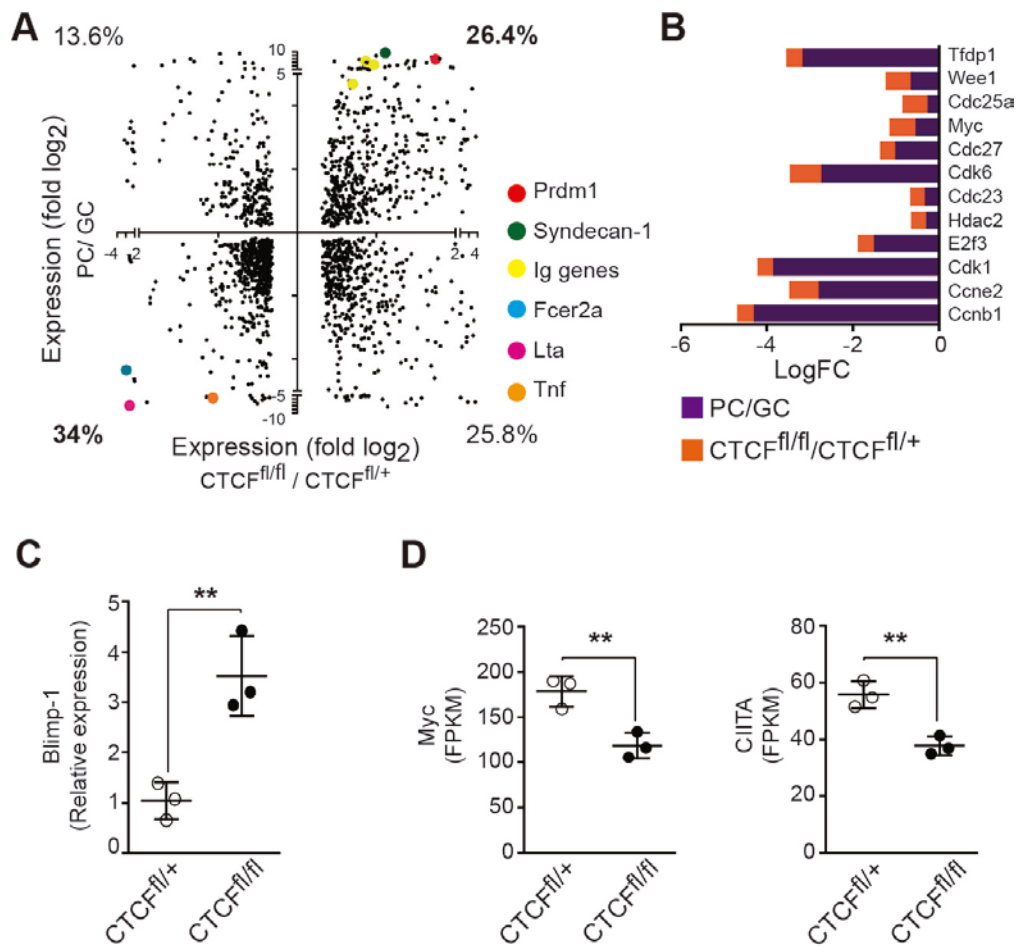 A
13.6%
26.4%
Expression (fold log2)
PC/ GC
10
5
-4
-2
2
4
-5
-10
34%
25.8%
Expression (fold log2)
CTCFfl/fl / CTCFfl/+
Prdm1
Syndecan-1
Ig genes
Fcer2a
Lta
Tnf
B
Tfdp1
Wee1
Cdc25a
Myc
Cdc27
Cdk6
Cdc23
Hdac2
E2f3
Cdk1
Ccne2
Ccnb1
-6 -4 -2 0
LogFC
PC/GC
CTCFfl/fl/CTCFfl/+
C
**
Blimp-1
(Relative expression)
5
4
3
2
1
0
CTCFfl/+
CTCFfl/fl
D
**
Myc
(FPKM)
250
200
150
100
50
0
CTCFfl/+
CTCFfl/fl
**
CIITA
(FPKM)
80
60
40
20
0
CTCFfl/+
CTCFfl/fl